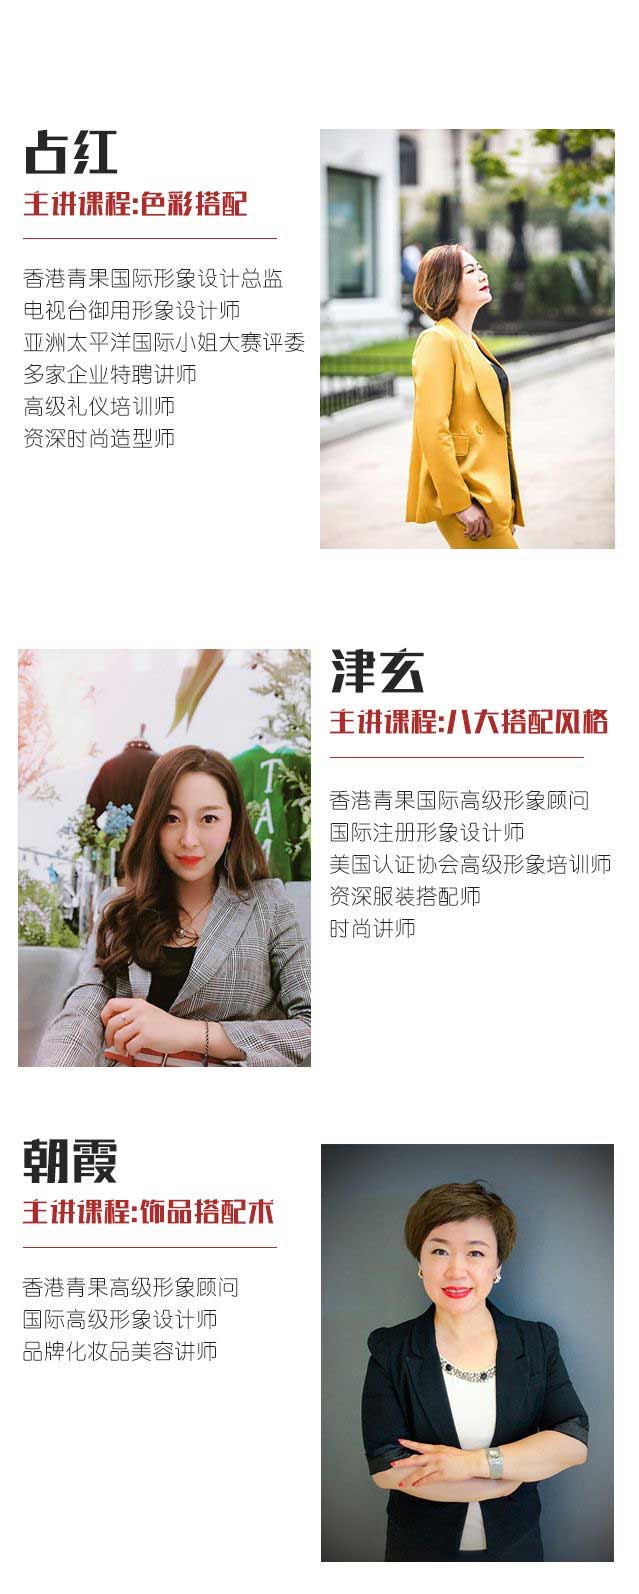 占红
主讲课程:色彩搭配
香港青果国际形象设计总监
电视台御用形象设计师
亚洲太平洋国际小姐大赛评委
多家企业特聘讲师
高级礼仪培训师
资深时尚造型师
津玄
主讲课程:八大搭配风格
香港青果国际高级形象顾问
国际注册形象设计师
美国认证协会高级形象培训师
资深服装搭配师
时尚讲师
TAM
朝霞
主讲课程:饰品搭配术
香港青果高级形象顾问
国际高级形象设计师
品牌化妆品美容讲师